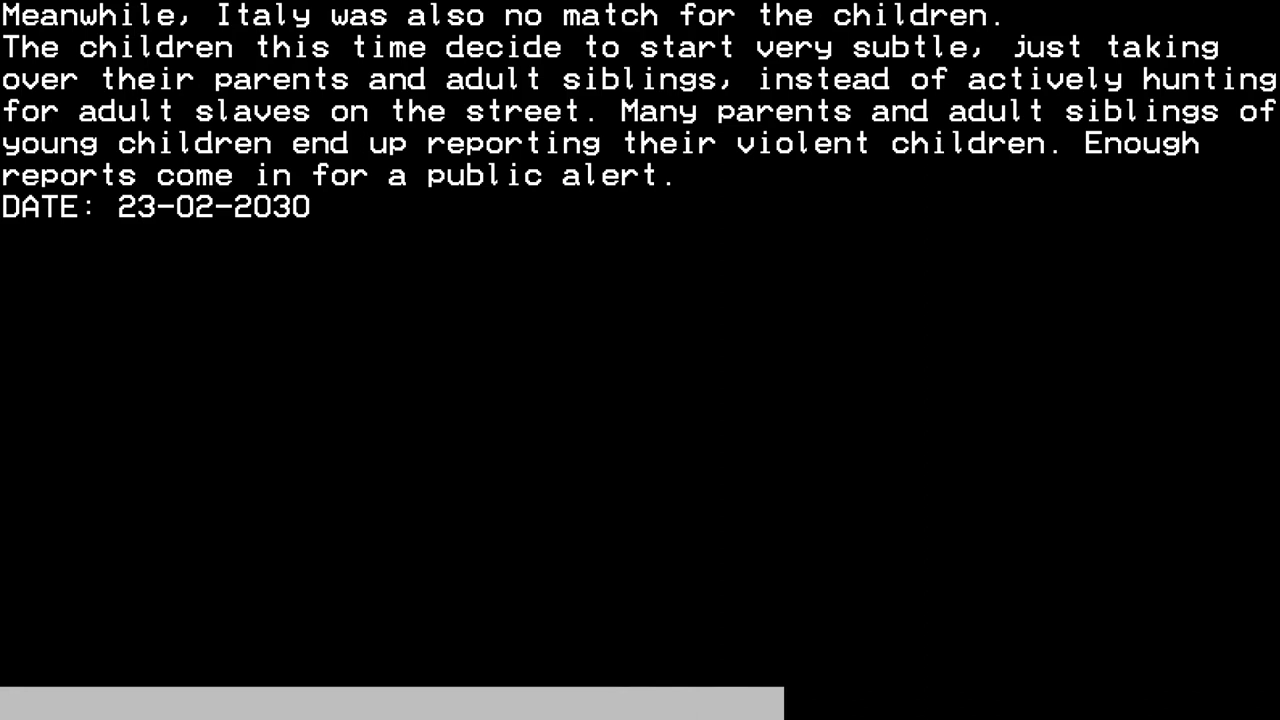 Meanwhile, Italy was also no match for the children.
The children this time decide to start very subtle, just taking
over their parents and adult siblings, instead of actively hunting
for adult slaves on the street. Many parents and adult siblings of
young children end up reporting their violent children. Enough
reports come in for a public alert.
DATE: 23-02-2030